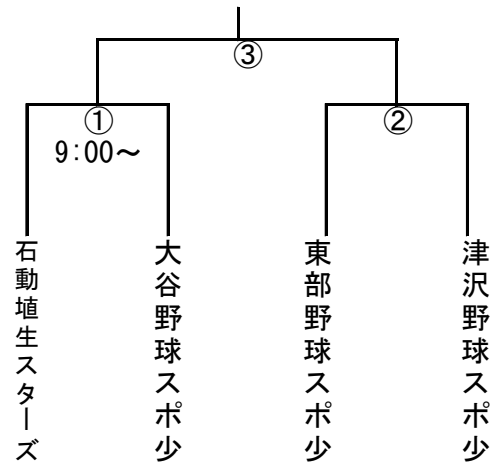 ③
①
②
9:00～
石動埴生スターズ
大谷野球スポ少
東部野球スポ少
津沢野球スポ少